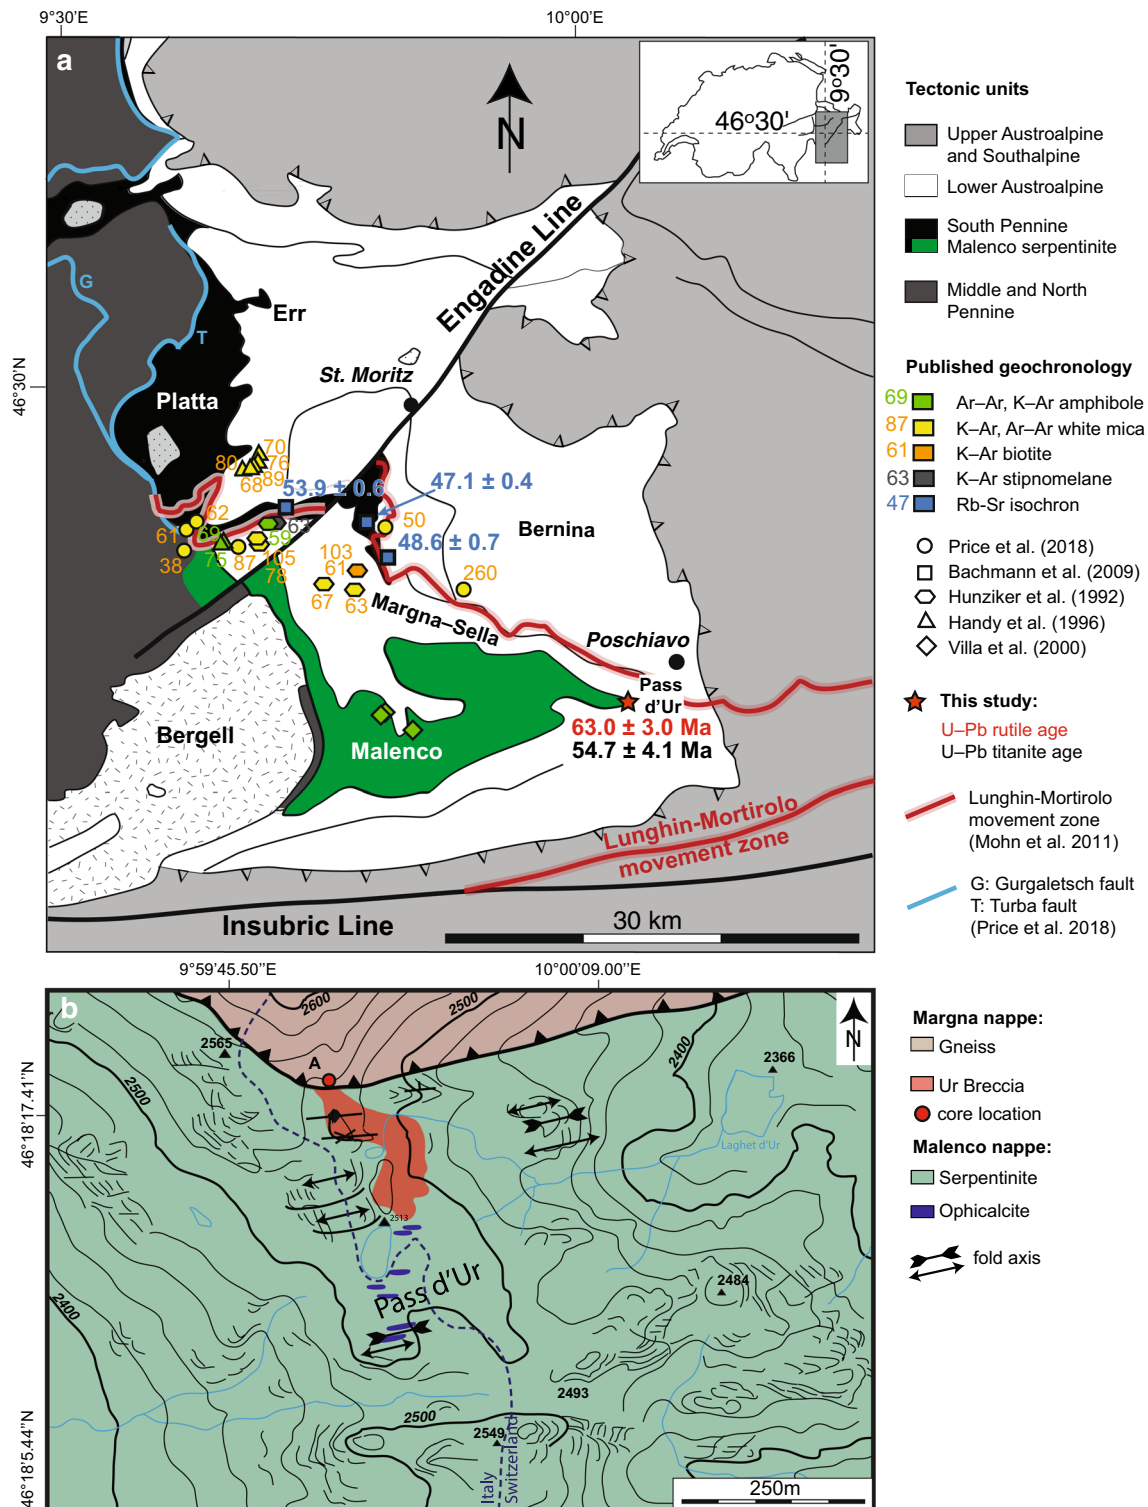 9°30'E
10°00'E
a
N
46°30'
9°30'
Engadine Line
Err
G
T
St. Moritz
46°30'N
Platta
70
80
76
68
89
53.9 ± 0.6
47.1 ± 0.4
62
50
61
69
63
59
Bernina
48.6 ± 0.7
38
75
87
105
78
103
61
260
67
63
Margna–Sella
Poschiavo
Pass
d'Ur
63.0 ± 3.0 Ma
54.7 ± 4.1 Ma
Bergell
Malenco
Lunghin-Mortirolo
movement zone
Insubric Line
30 km
Tectonic units
Upper Austroalpine
and Southalpine
Lower Austroalpine
South Pennine
Malenco serpentinite
Middle and North
Pennine
Published geochronology
69 Ar–Ar, K–Ar amphibole
87 K–Ar, Ar–Ar white mica
61 K–Ar biotite
63 K–Ar stipnomelane
47 Rb-Sr isochron
Price et al. (2018)
Bachmann et al. (2009)
Hunziker et al. (1992)
Handy et al. (1996)
Villa et al. (2000)
This study:
U–Pb rutile age
U–Pb titanite age
Lunghin-Mortirolo
movement zone
(Mohn et al. 2011)
G: Gurgaletsch fault
T: Turba fault
(Price et al. 2018)
9°59'45.50"E
10°00'09.00"E
b
2600
2500
N
2565
A
2400
2366
2500
46°18'17.41"N
Laghet d'Ur
2513
Pass d'Ur
2484
2400
2493
2500
2549
46°18'5.44"N
Italy
Switzerland
250m
Margna nappe:
Gneiss
Ur Breccia
core location
Malenco nappe:
Serpentinite
Ophicalcite
fold axis